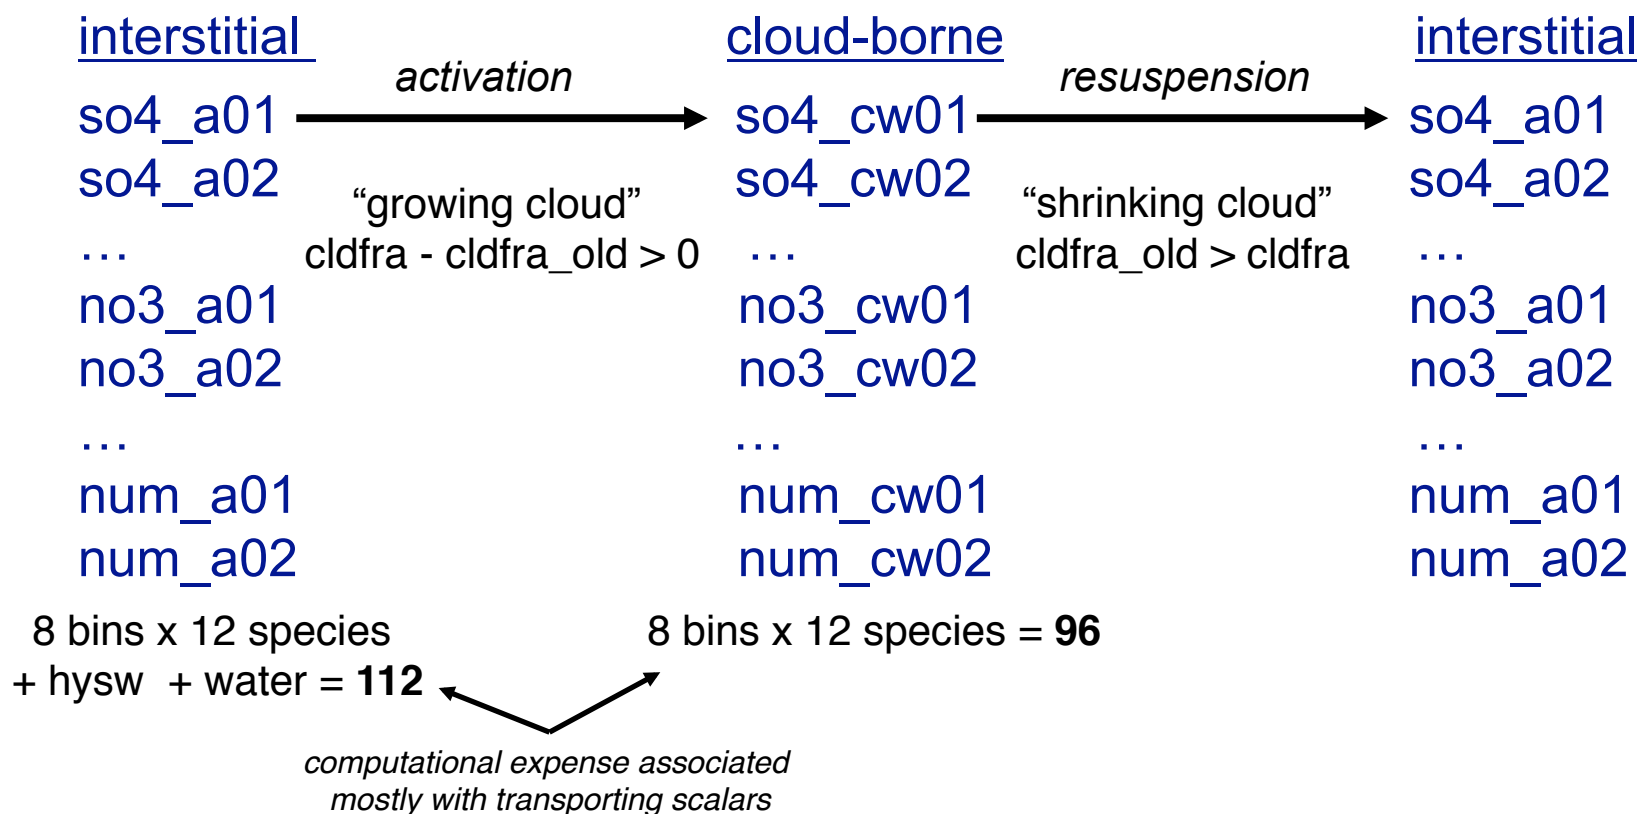 interstitial
cloud-borne
interstitial
activation
resuspension
so4_a01
so4_cw01
so4_a01
so4_a02
so4_cw02
so4_a02
“growing cloud”
“shrinking cloud”
cldfra - cldfra_old > 0
cldfra_old > cldfra
…
…
…
no3_a01
no3_cw01
no3_a01
no3_a02
no3_cw02
no3_a02
…
…
…
num_a01
num_cw01
num_a01
num_a02
num_cw02
num_a02
8 bins x 12 species
+ hysw + water = 112
8 bins x 12 species = 96
computational expense associated
mostly with transporting scalars